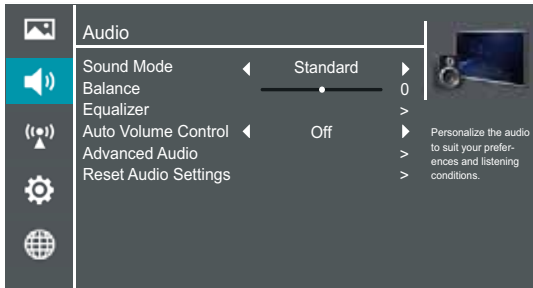 Audio
Sound Mode Standard
Balance 0
Equalizer >
Auto Volume Control Off
Advanced Audio >
Reset Audio Settings >
Personalize the audio
to suit your prefer-
ences and listening
conditions.